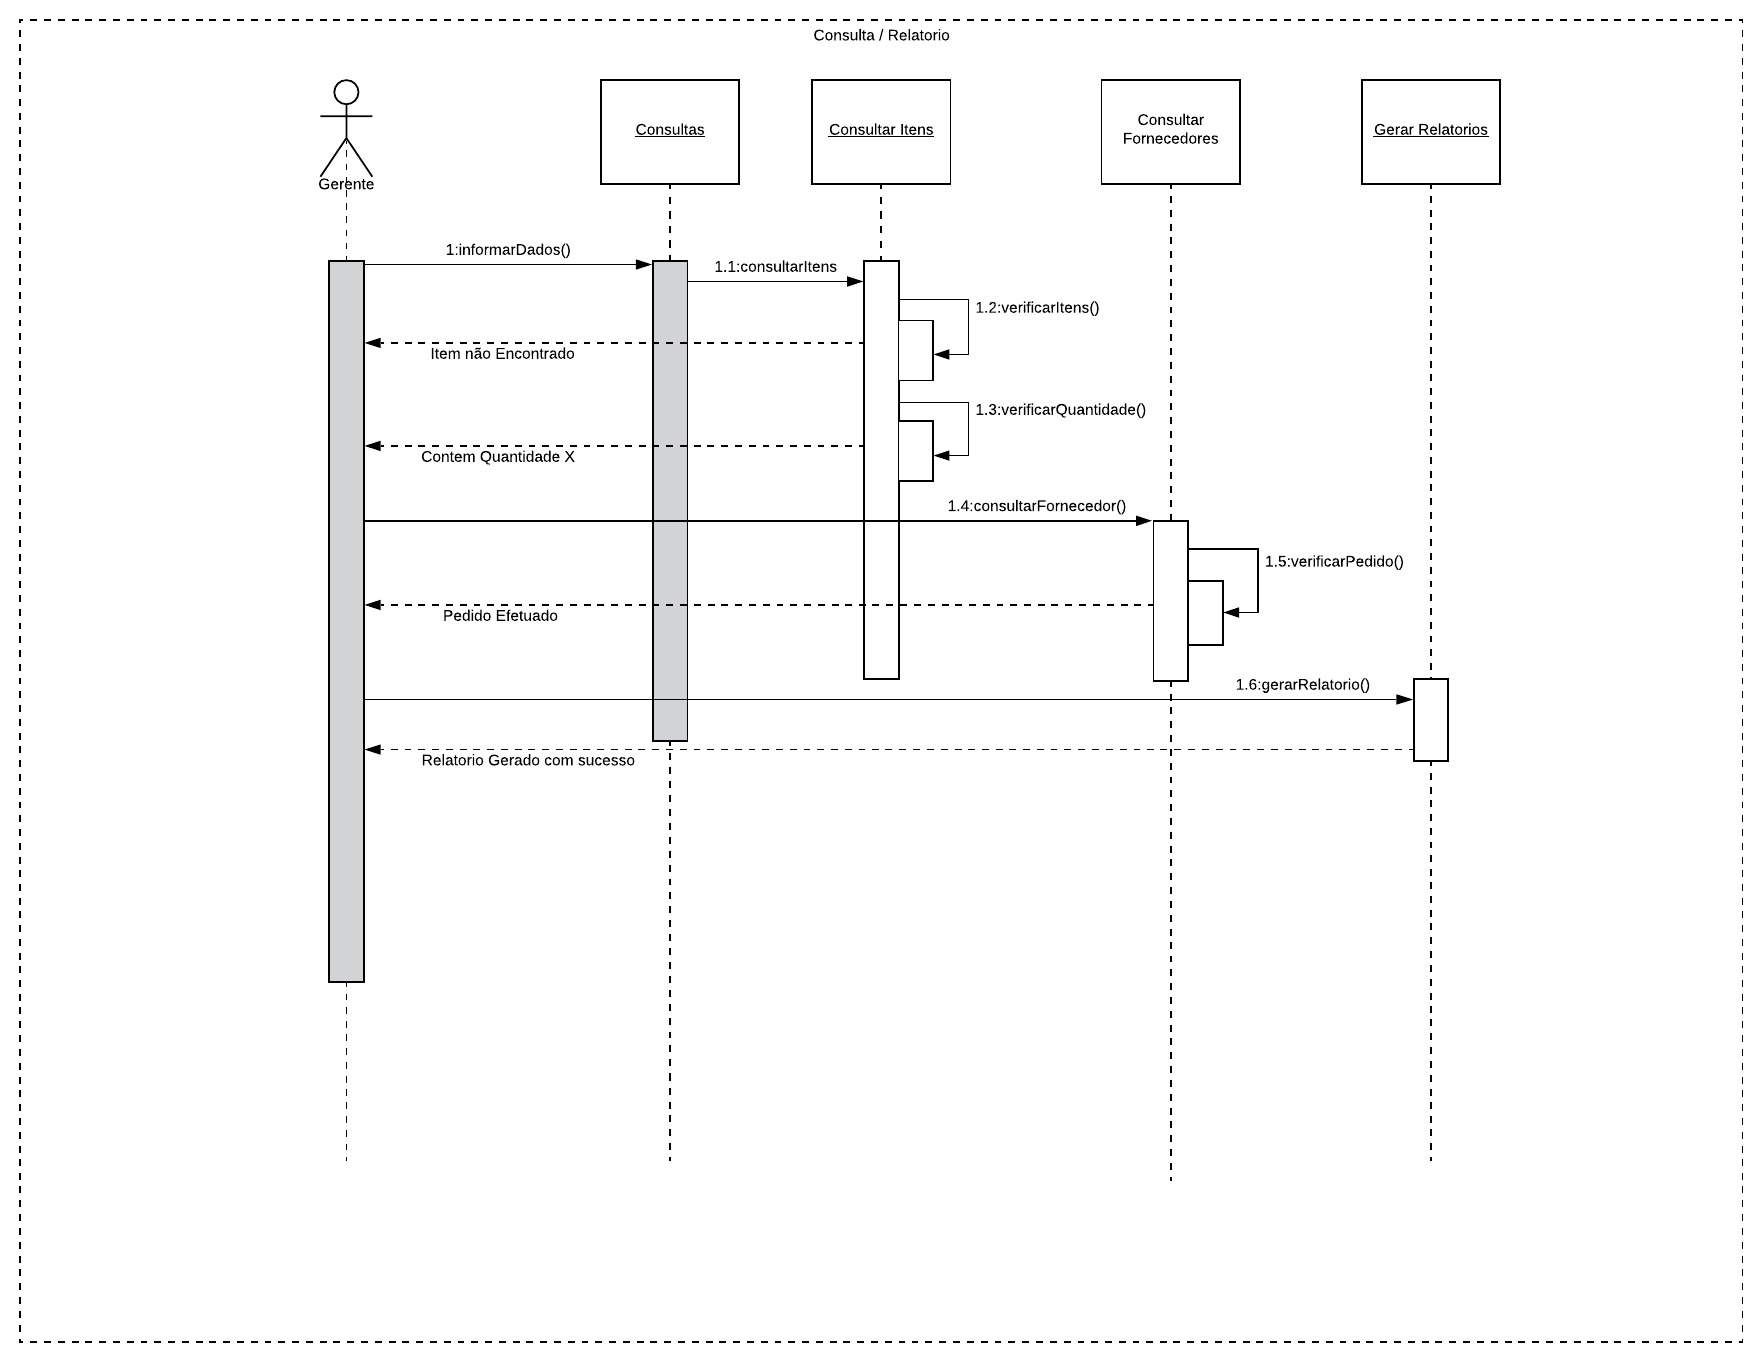 Consulta / Relatorio
Gerente
Consultas
Consultar Itens
Consultar
Fornecedores
Gerar Relatorios
1:informarDados()
1.1:consultarItens
1.2:verificarItens()
Item não Encontrado
1.3:verificarQuantidade()
Contem Quantidade X
1.4:consultarFornecedor()
1.5:verificarPedido()
Pedido Efetuado
1.6:gerarRelatorio()
Relatorio Gerado com sucesso